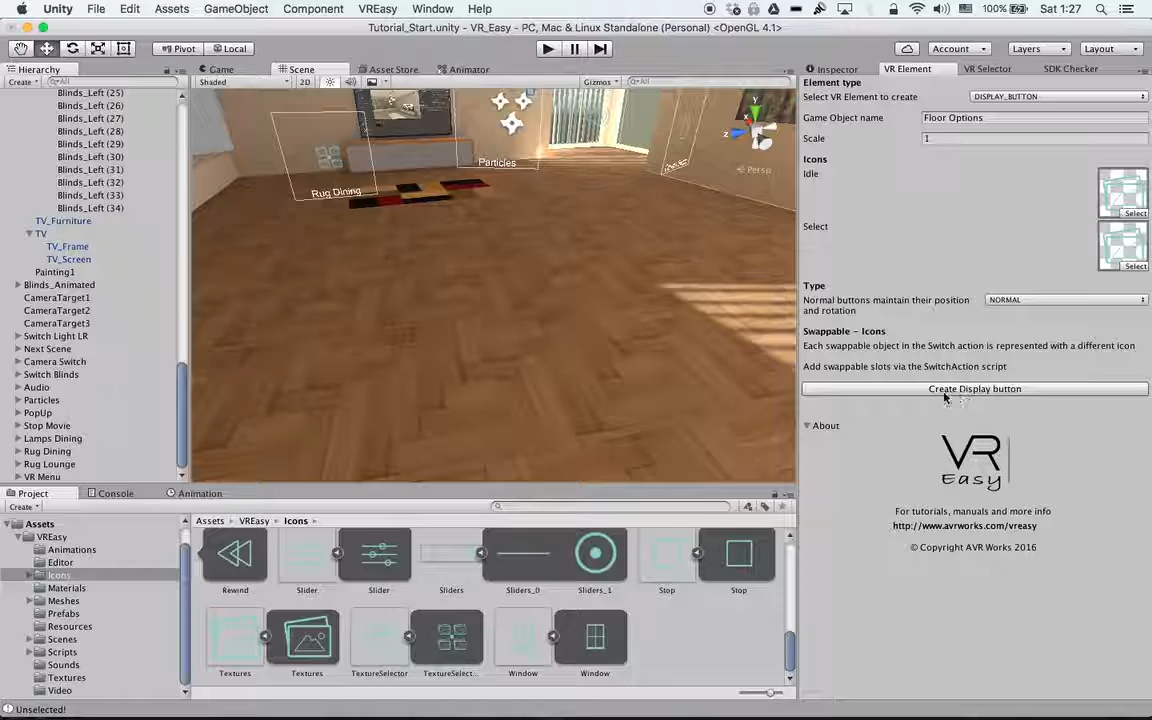 Unity File Edit Assets GameObject Component VREasy Window Help 100% Sat 1:27
Tutorial_Start.unity - VR_Easy - PC, Mac & Linux Standalone (Personal) <OpenGL 4.1>
Pivot Local Account Layers Layout
Hierarchy Game Scene Asset Store Animator Inspector VR Element VR Selector SDK Checker
Create All Shaded 2D Gizmos All
Blinds_Left (25)
Blinds_Left (26)
Blinds_Left (27)
Blinds_Left (28)
Blinds_Left (29)
Blinds_Left (30)
Blinds_Left (31)
Blinds_Left (32)
Blinds_Left (33)
Blinds_Left (34)
TV_Furniture
TV
TV_Frame
TV_Screen
Painting1
Blinds_Animated
CameraTarget1
CameraTarget2
CameraTarget3
Switch Light LR
Next Scene
Camera Switch
Switch Blinds
Audio
Particles
PopUp
Stop Movie
Lamps Dining
Rug Dining
Rug Lounge
VR Menu
Rug Dining
Particles
y
x
z
Persp
Element type
Select VR Element to create DISPLAY_BUTTON
Game Object name Floor Options
Scale 1
Icons
Idle
Select
Select
Select
Type
Normal buttons maintain their position and rotation NORMAL
Swappable - Icons
Each swappable object in the Switch action is represented with a different icon
Add swappable slots via the SwitchAction script
Create Display button
About
VR
Easy
For tutorials, manuals and more info
http://www.avrworks.com/vreasy
© Copyright AVR Works 2016
Project Console Animation
Create
Assets
VREasy
Animations
Editor
Icons
Materials
Meshes
Prefabs
Resources
Scenes
Scripts
Sounds
Textures
Video
Assets VREasy Icons
Rewind Slider Slider Sliders Sliders_0 Sliders_1 Stop Stop
Textures Textures TextureSelector TextureSelect... Window Window
Unselected!